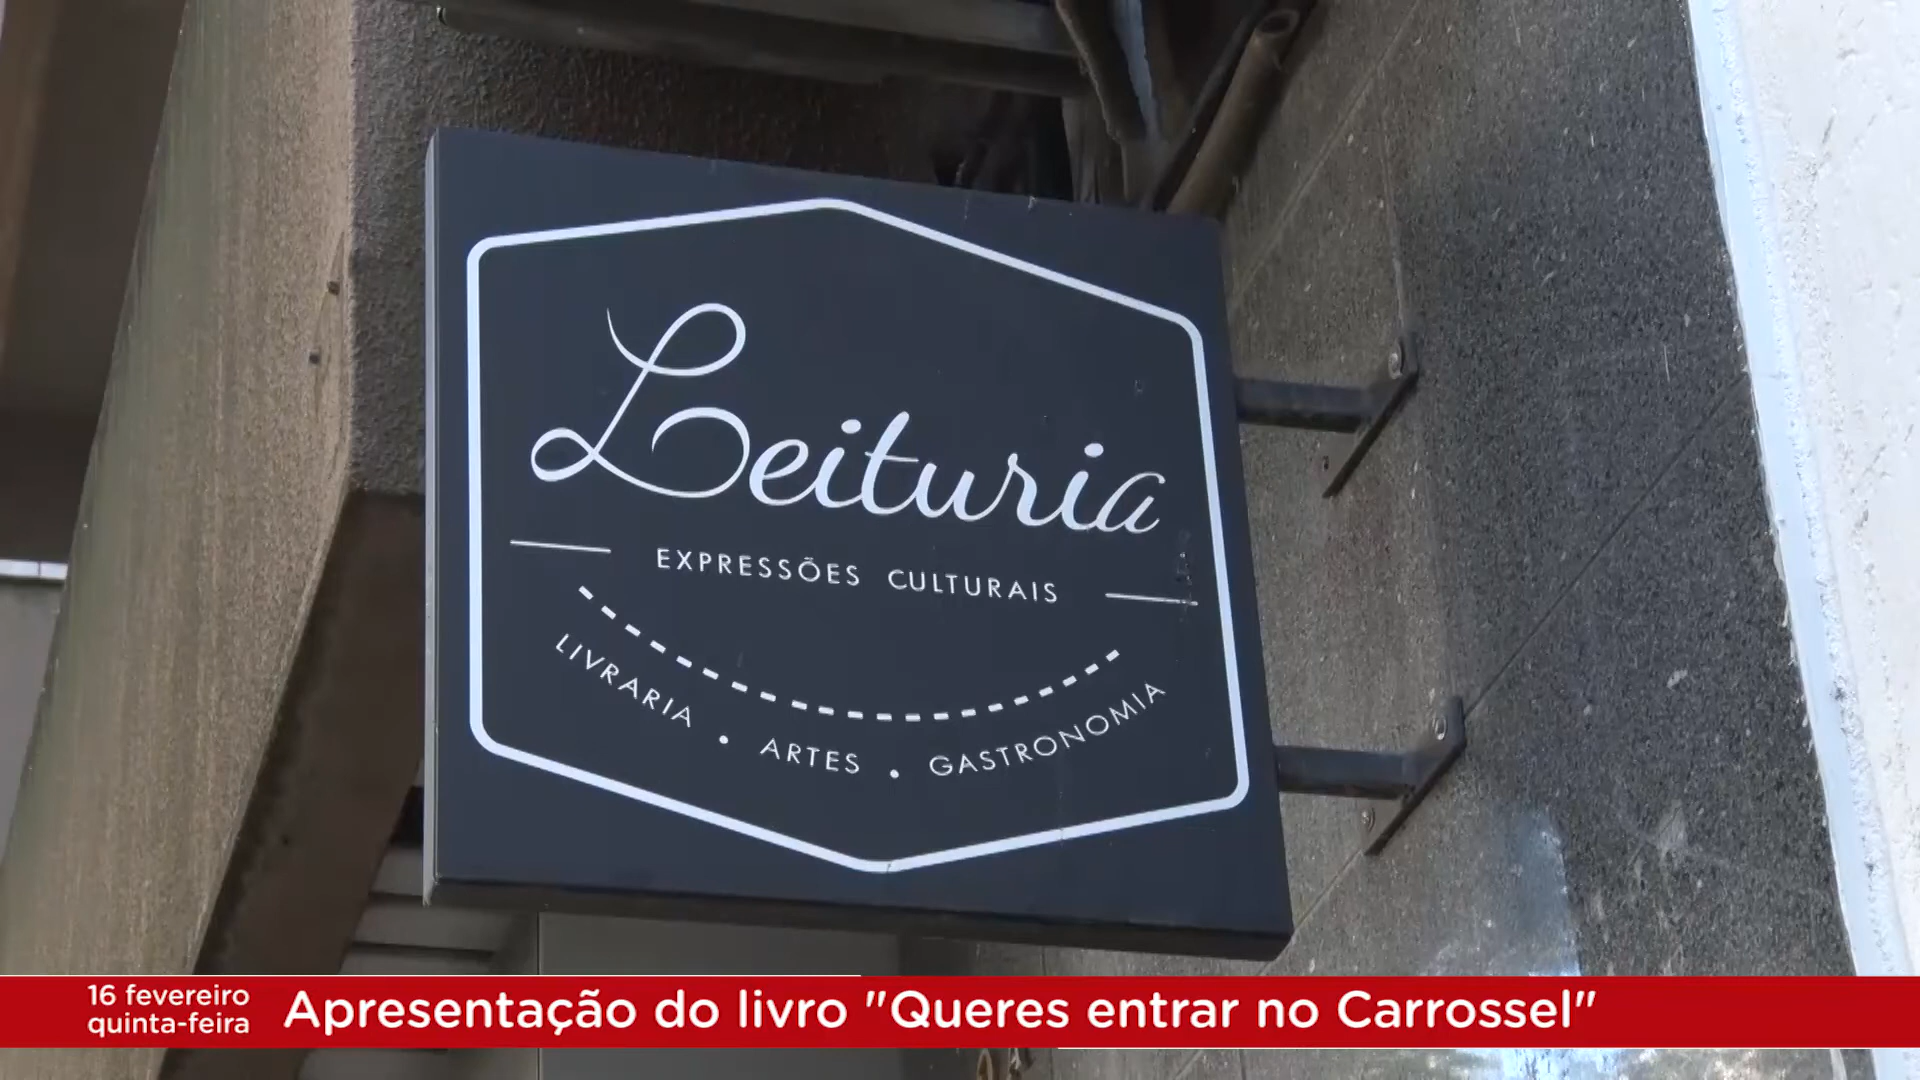 Leituria
EXPRESSÕES CULTURAIS
LIVRARIA . ARTES . GASTRONOMIA
16 fevereiro
quinta-feira
Apresentação do livro "Queres entrar no Carrossel"